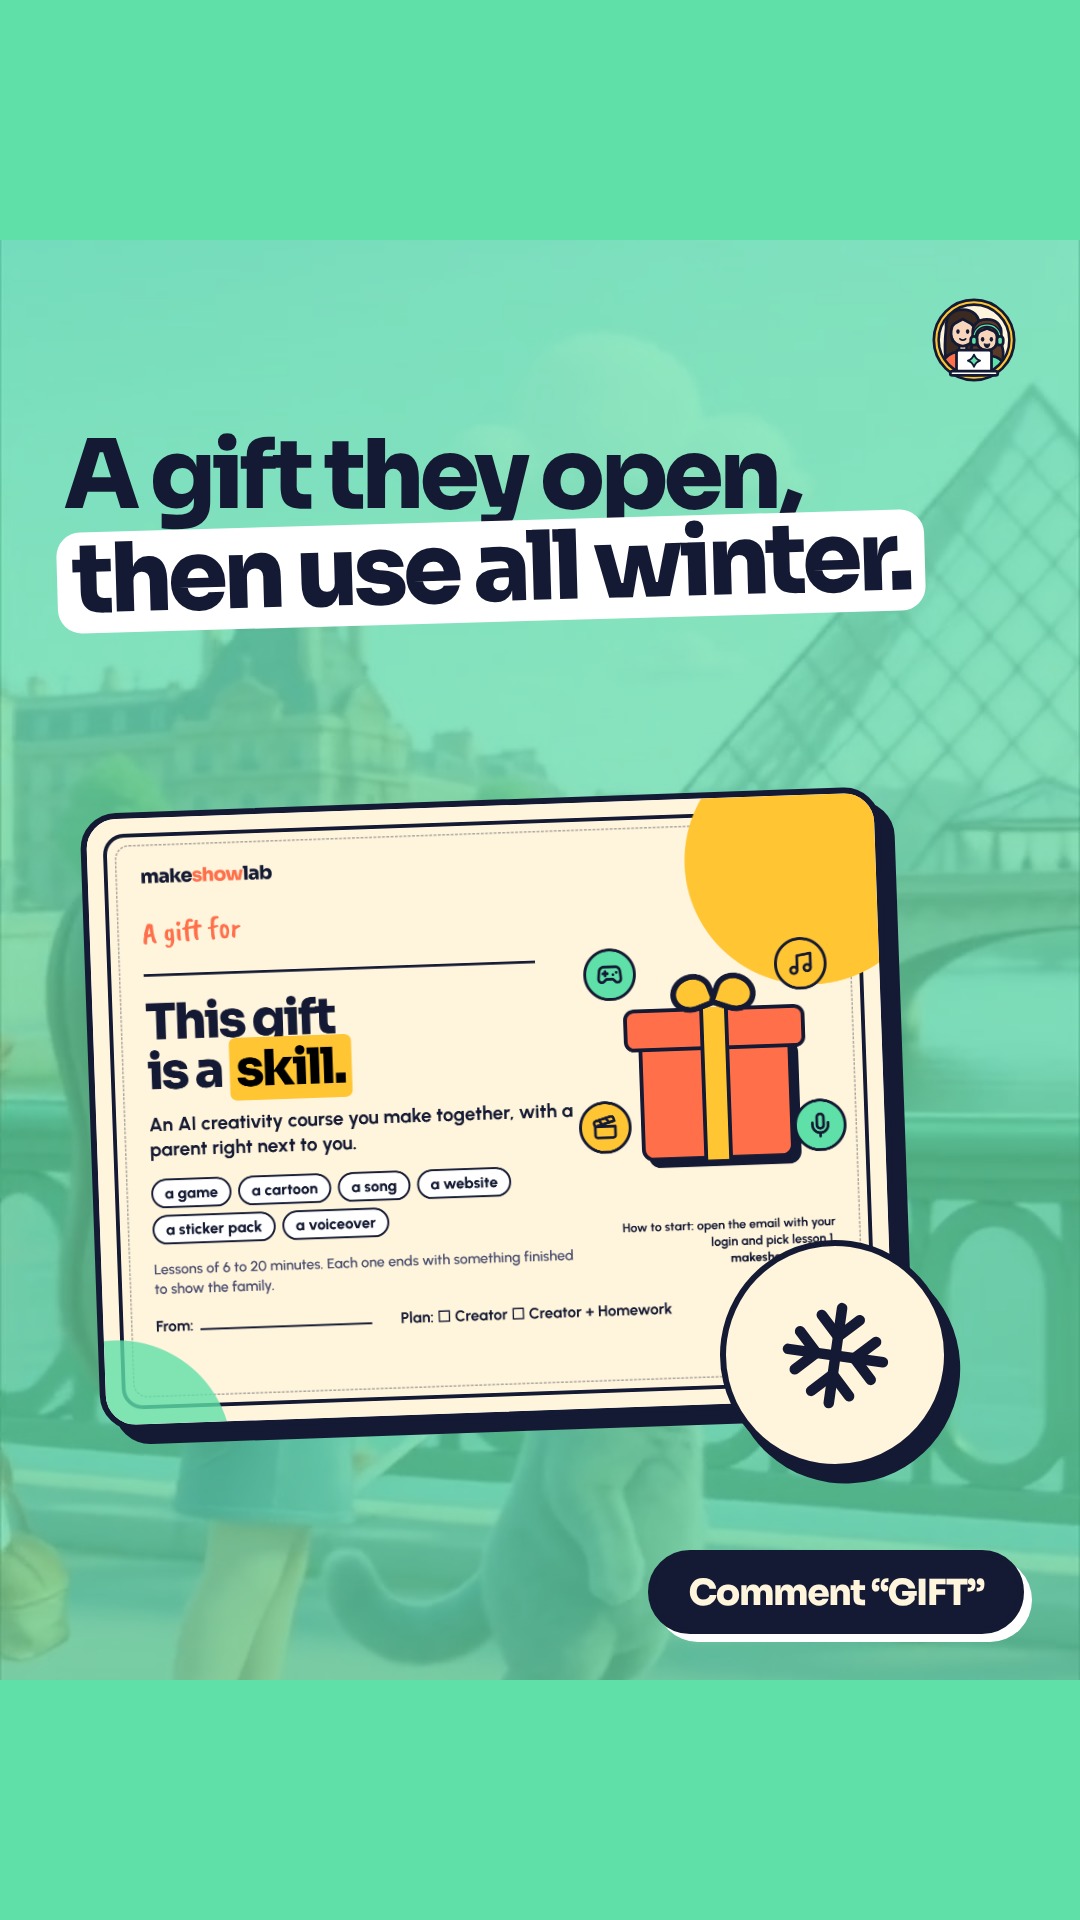 A gift they open,
then use all winter.
makeshowlab
A gift for
This gift
is a skill.
An AI creativity course you make together, with a
parent right next to you.
a game a cartoon a song a website
a sticker pack a voiceover
Lessons of 6 to 20 minutes. Each one ends with something finished
to show the family.
From: Plan: ☐ Creator ☐ Creator + Homework
How to start: open the email with your
login and pick lesson 1
Comment “GIFT”